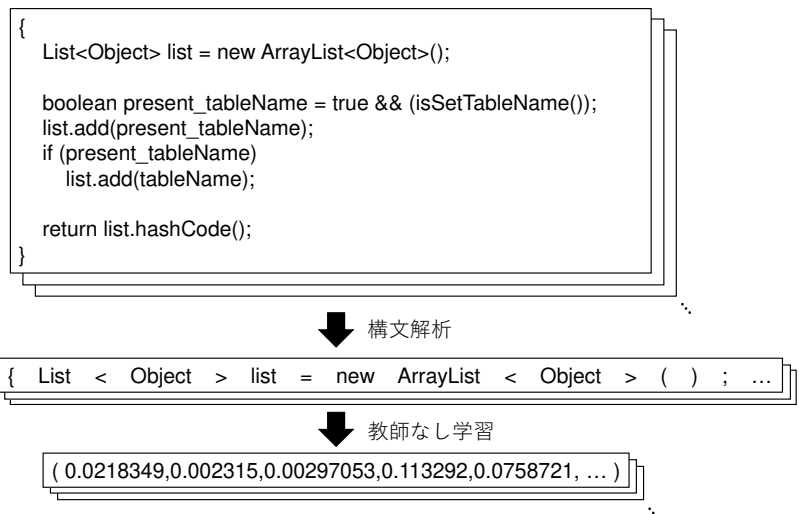 {
List<Object> list = new ArrayList<Object>();
boolean present_tableName = true && (isSetTableName());
list.add(present_tableName);
if (present_tableName)
list.add(tableName);
return list.hashCode();
}
構文解析
{ List < Object > list = new ArrayList < Object > ( ) ; …
教師なし学習
( 0.0218349,0.002315,0.00297053,0.113292,0.0758721, … )